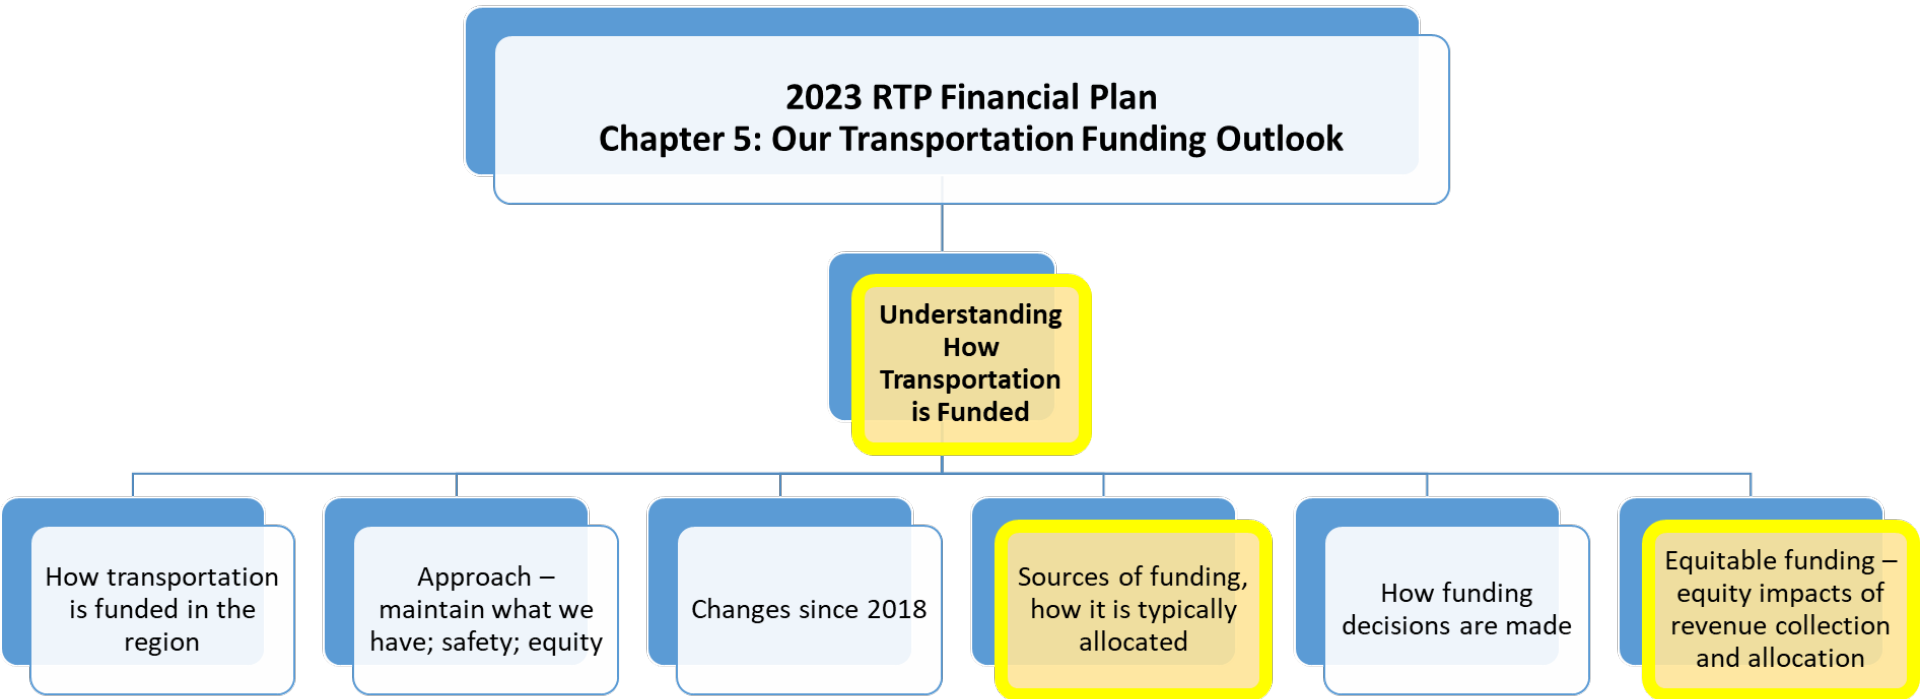 2023 RTP Financial Plan
Chapter 5: Our Transportation Funding Outlook
Understanding
How
Transportation
is Funded
How transportation
is funded in the
region
Approach –
maintain what we
have; safety; equity
Changes since 2018
Sources of funding,
how it is typically
allocated
How funding
decisions are made
Equitable funding –
equity impacts of
revenue collection
and allocation